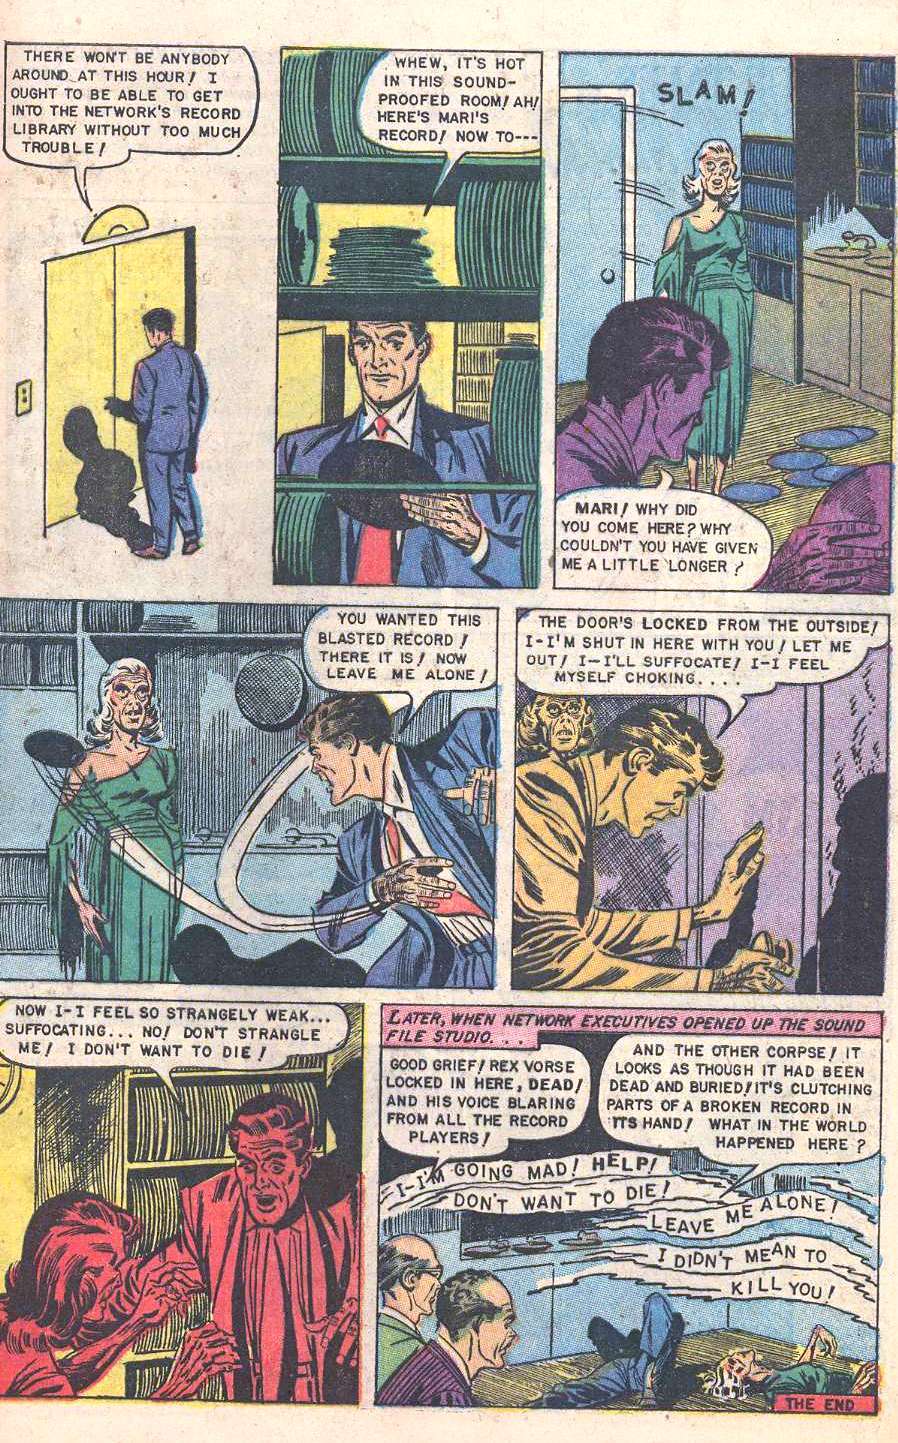 THERE WON'T BE ANYBODY
AROUND AT THIS HOUR! I
OUGHT TO BE ABLE TO GET
INTO THE NETWORK'S RECORD
LIBRARY WITHOUT TOO MUCH
TROUBLE!
WHEW, IT'S HOT
IN THIS SOUND-
PROOFED ROOM! AH!
HERE'S MARI'S
RECORD! NOW TO---
SLAM!
MARI! WHY DID
YOU COME HERE? WHY
COULDN'T YOU HAVE GIVEN
ME A LITTLE LONGER?
YOU WANTED THIS
BLASTED RECORD!
THERE IT IS! NOW
LEAVE ME ALONE!
THE DOOR'S LOCKED FROM THE OUTSIDE!
I-I'M SHUT IN HERE WITH YOU! LET ME
OUT! I-I'LL SUFFOCATE! I-I FEEL
MYSELF CHOKING....
NOW I-I FEEL SO STRANGELY WEAK...
SUFFOCATING... NO! DON'T STRANGLE
ME! I DON'T WANT TO DIE!
LATER, WHEN NETWORK EXECUTIVES OPENED UP THE SOUND
FILE STUDIO...
GOOD GRIEF! REX VORSE
LOCKED IN HERE, DEAD!
AND HIS VOICE BLARING
FROM ALL THE RECORD
PLAYERS!
AND THE OTHER CORPSE! IT
LOOKS AS THOUGH IT HAD BEEN
DEAD AND BURIED! IT'S CLUTCHING
PARTS OF A BROKEN RECORD IN
ITS HAND! WHAT IN THE WORLD
HAPPENED HERE?
I-I'M GOING MAD! HELP!
DON'T WANT TO DIE!
LEAVE ME ALONE!
I DIDN'T MEAN TO
KILL YOU!
THE END